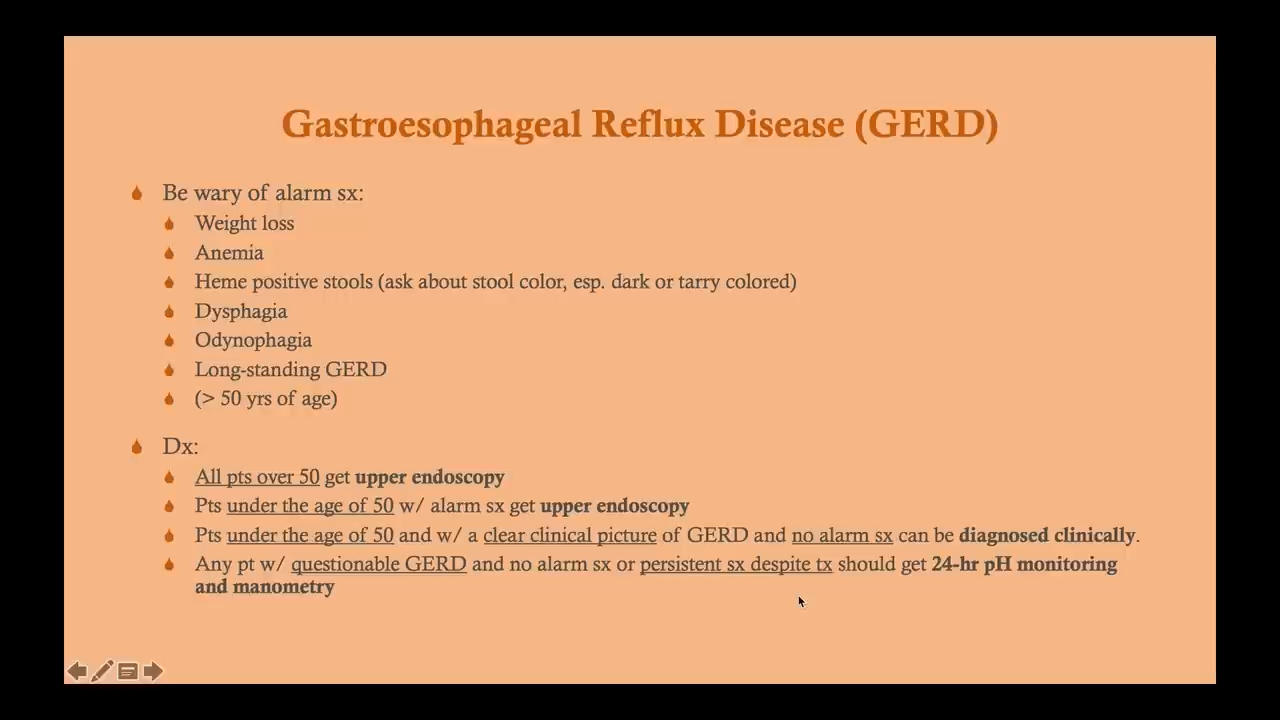 Gastroesophageal Reflux Disease (GERD)
Be wary of alarm sx:
Weight loss
Anemia
Heme positive stools (ask about stool color, esp. dark or tarry colored)
Dysphagia
Odynophagia
Long-standing GERD
(> 50 yrs of age)
Dx:
All pts over 50 get upper endoscopy
Pts under the age of 50 w/ alarm sx get upper endoscopy
Pts under the age of 50 and w/ a clear clinical picture of GERD and no alarm sx can be diagnosed clinically.
Any pt w/ questionable GERD and no alarm sx or persistent sx despite tx should get 24-hr pH monitoring
and manometry